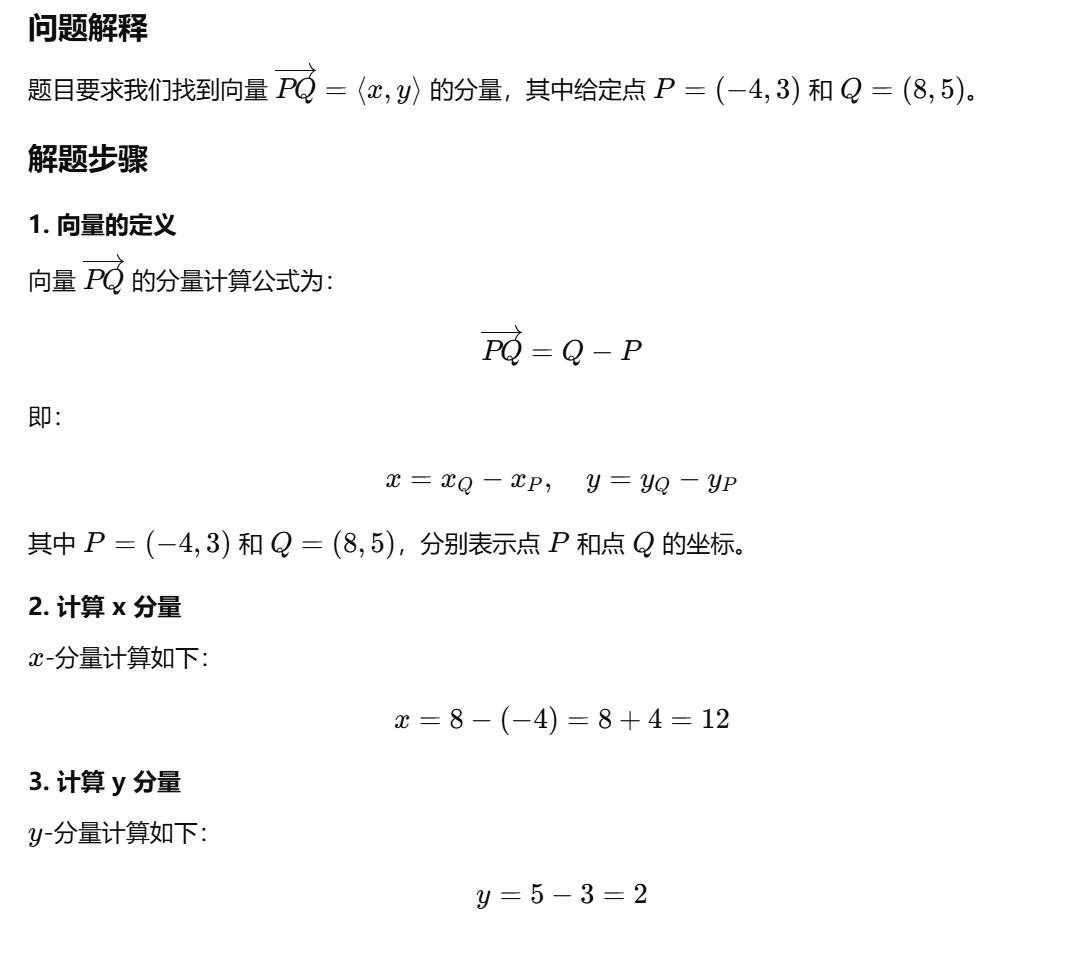 问题解释
题目要求我们找到向量 $\overrightarrow{PQ} = \langle x, y \rangle$ 的分量，其中给定点 $P = (-4, 3)$ 和 $Q = (8, 5)$。
解题步骤
1. 向量的定义
向量 $\overrightarrow{PQ}$ 的分量计算公式为：
$\overrightarrow{PQ} = Q - P$
即：
$x = x_Q - x_P, \quad y = y_Q - y_P$
其中 $P = (-4, 3)$ 和 $Q = (8, 5)$，分别表示点 $P$ 和点 $Q$ 的坐标。
2. 计算 x 分量
$x$-分量计算如下：
$x = 8 - (-4) = 8 + 4 = 12$
3. 计算 y 分量
$y$-分量计算如下：
$y = 5 - 3 = 2$